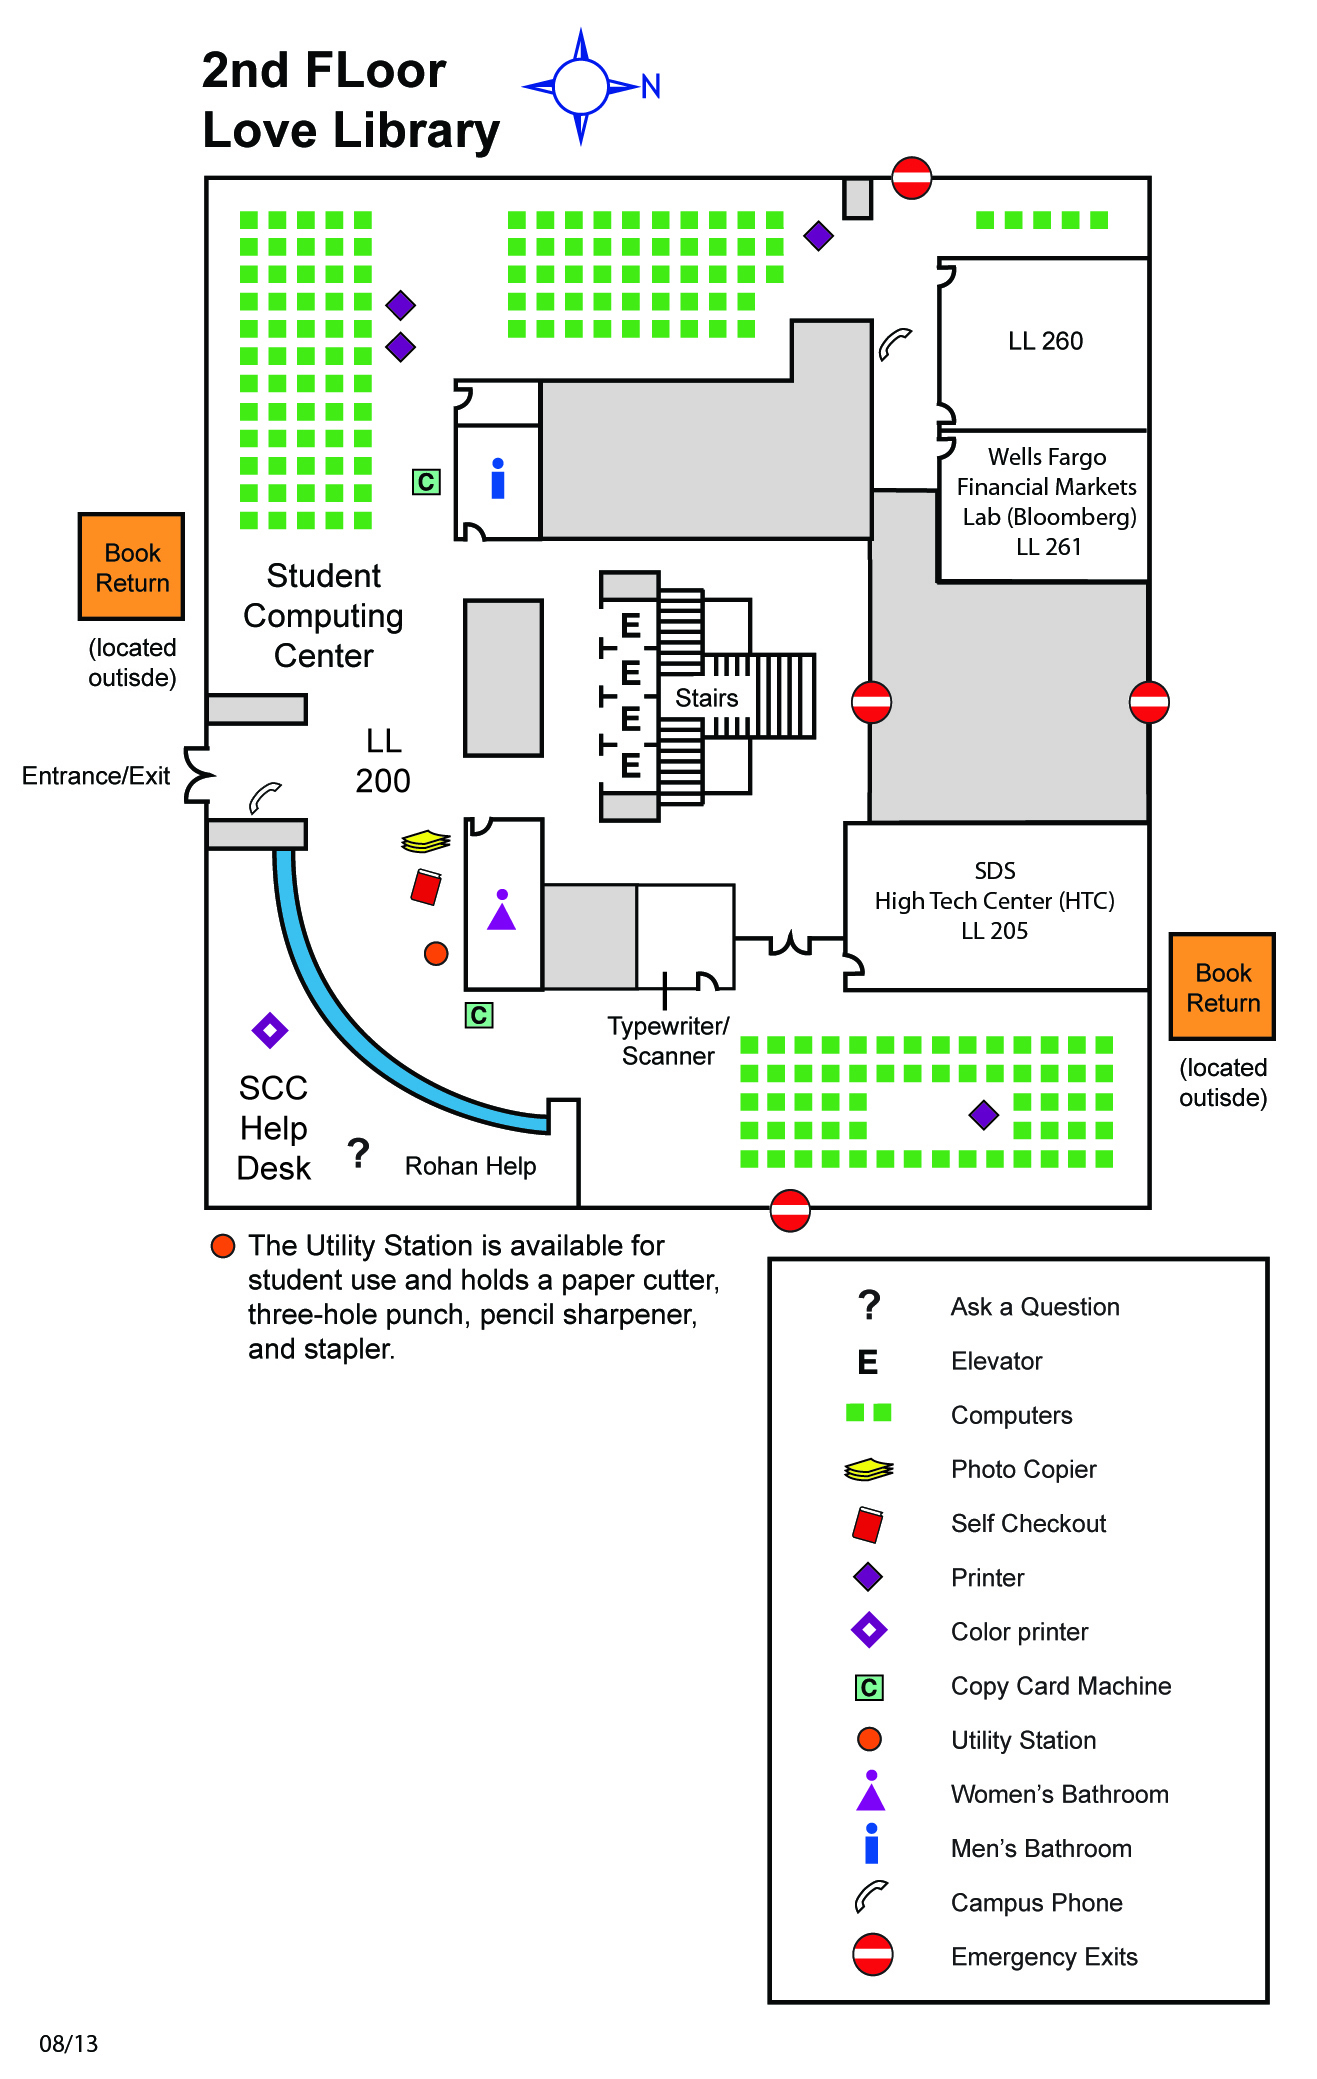 2nd FLoor
Love Library
N
LL 260
Wells Fargo
Financial Markets
Lab (Bloomberg)
LL 261
C
Book
Return
(located
outisde)
Student
Computing
Center
E
E
E
E
Stairs
LL
200
Entrance/Exit
SDS
High Tech Center (HTC)
LL 205
Book
Return
(located
outisde)
C
Typewriter/
Scanner
SCC
Help
Desk
?
Rohan Help
The Utility Station is available for
student use and holds a paper cutter,
three-hole punch, pencil sharpener,
and stapler.
? Ask a Question
E Elevator
Computers
Photo Copier
Self Checkout
Printer
Color printer
C Copy Card Machine
Utility Station
Women's Bathroom
Men's Bathroom
Campus Phone
Emergency Exits
08/13